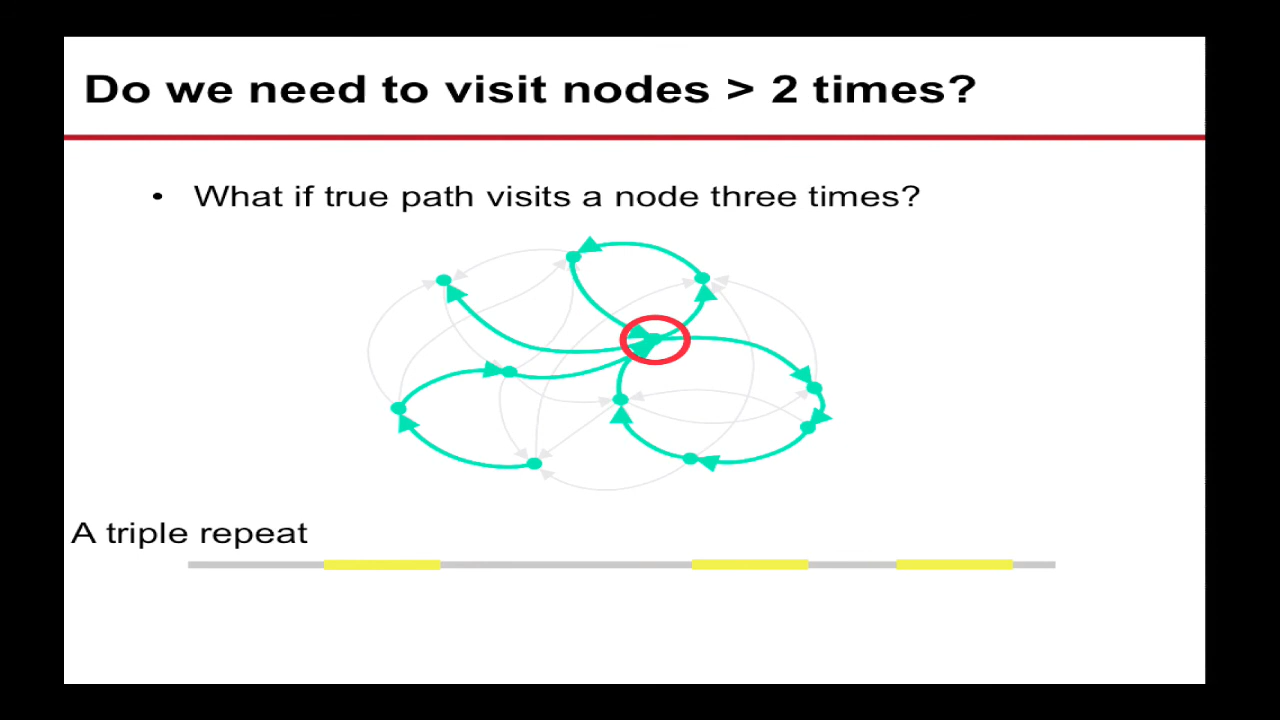 Do we need to visit nodes > 2 times?
• What if true path visits a node three times?
A triple repeat